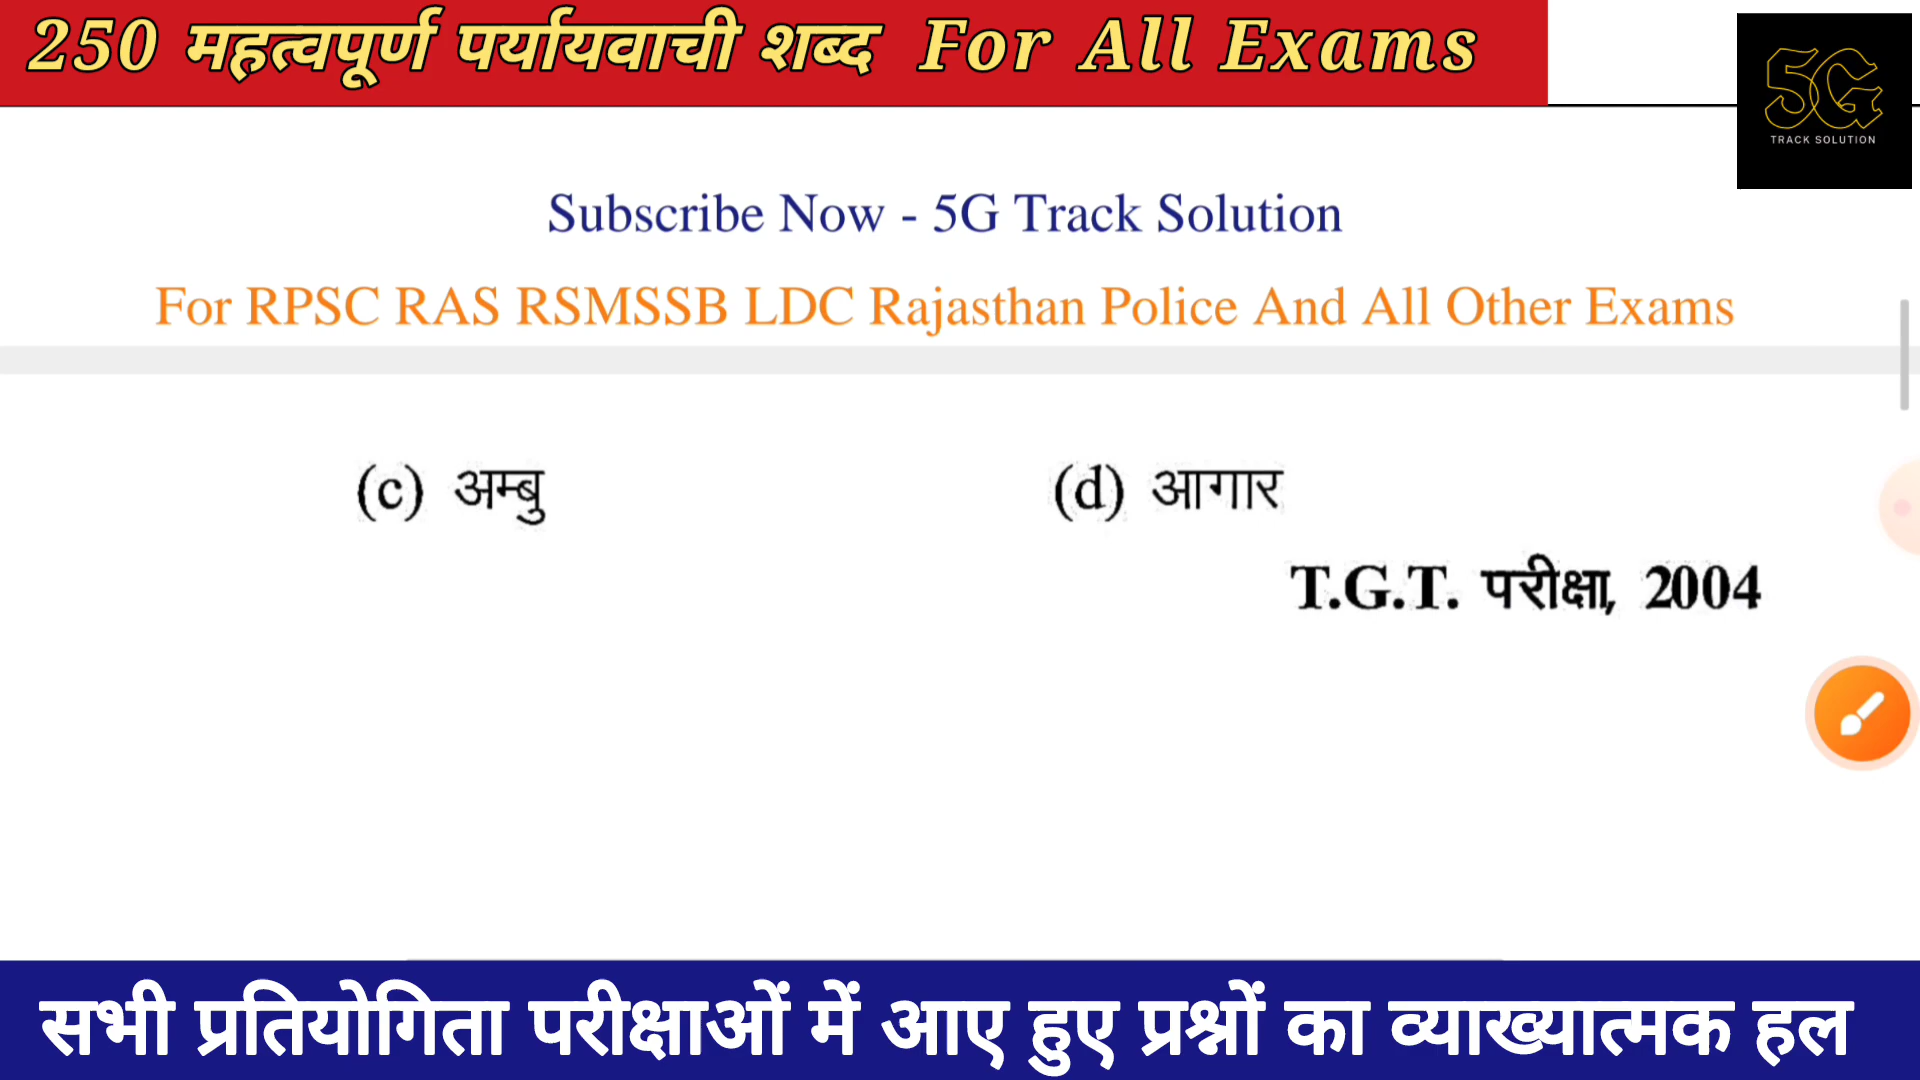 250 महत्वपूर्ण पर्यायवाची शब्द For All Exams
5G
TRACK SOLUTION
Subscribe Now - 5G Track Solution
For RPSC RAS RSMSSB LDC Rajasthan Police And All Other Exams
(c) अम्बु (d) आगार
T.G.T. परीक्षा, 2004
सभी प्रतियोगिता परीक्षाओं में आए हुए प्रश्नों का व्याख्यात्मक हल